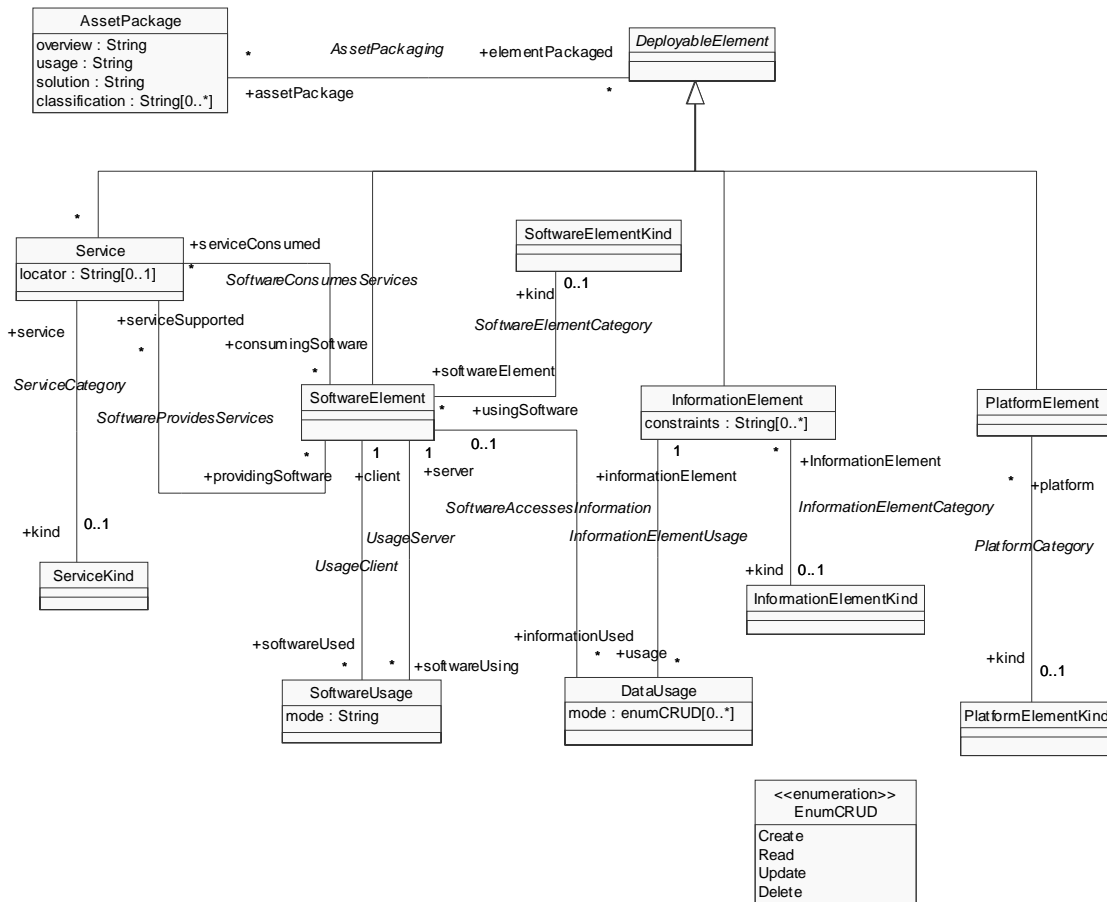 AssetPackage
overview : String
usage : String
solution : String
classification : String[0..*]
*
AssetPackaging
+elementPackaged
+assetPackage
*
DeployableElement
*
Service
locator : String[0..1]
+serviceConsumed
*
SoftwareConsumesServices
SoftwareElementKind
+kind
0..1
SoftwareElementCategory
+service
+serviceSupported
*
+consumingSoftware
*
+softwareElement
ServiceCategory
SoftwareProvidesServices
SoftwareElement
*
+usingSoftware
0..1
InformationElement
constraints : String[0..*]
PlatformElement
*
+providingSoftware
1
+client
1
+server
1
+informationElement
*
+InformationElement
*
+platform
SoftwareAccessesInformation
InformationElementCategory
+kind
0..1
UsageServer
InformationElementUsage
PlatformCategory
UsageClient
ServiceKind
+kind
0..1
InformationElementKind
+softwareUsed
*
*
+softwareUsing
+informationUsed
*
+usage
*
+kind
0..1
SoftwareUsage
mode : String
DataUsage
mode : enumCRUD[0..*]
PlatformElementKind
<<enumeration>>
EnumCRUD
Create
Read
Update
Delete